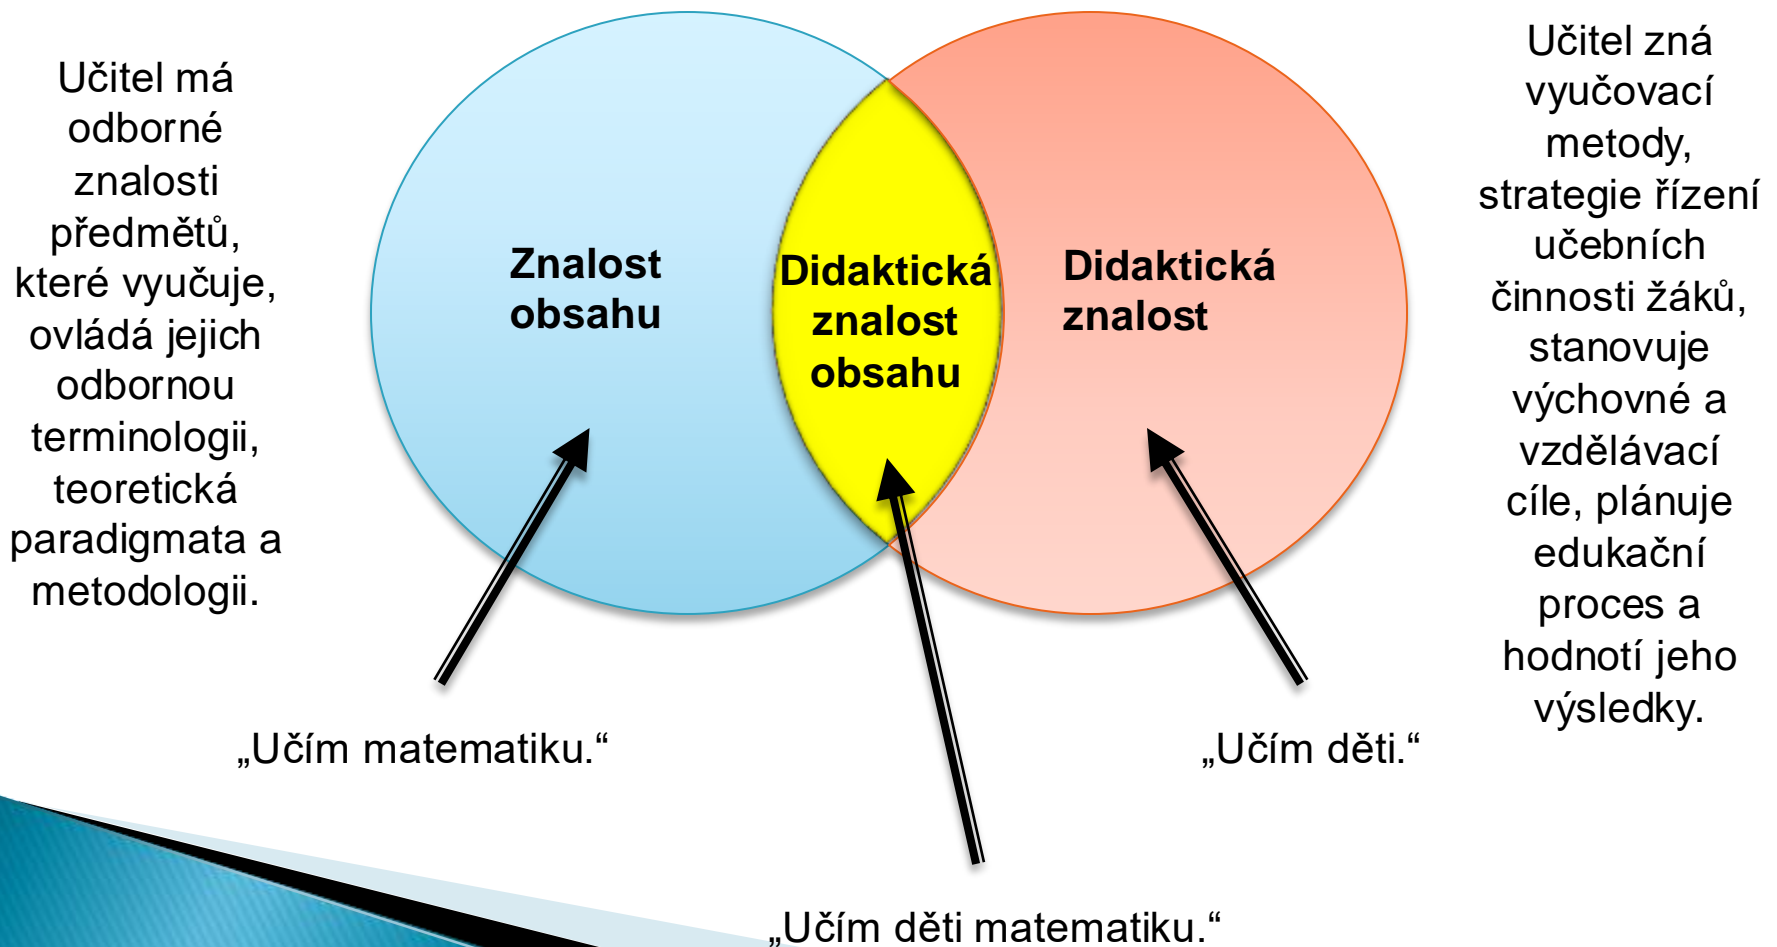 Učitel má
odborné
znalosti
předmětů,
které vyučuje,
ovládá jejich
odbornou
terminologii,
teoretická
paradigmata a
metodologii.
Znalost
obsahu
Didaktická
znalost
obsahu
Didaktická
znalost
Učitel zná
vyučovací
metody,
strategie řízení
učebních
činnosti žáků,
stanovuje
výchovné a
vzdělávací
cíle, plánuje
edukační
proces a
hodnotí jeho
výsledky.
„Učím matematiku.“
„Učím děti.“
„Učím děti matematiku.“